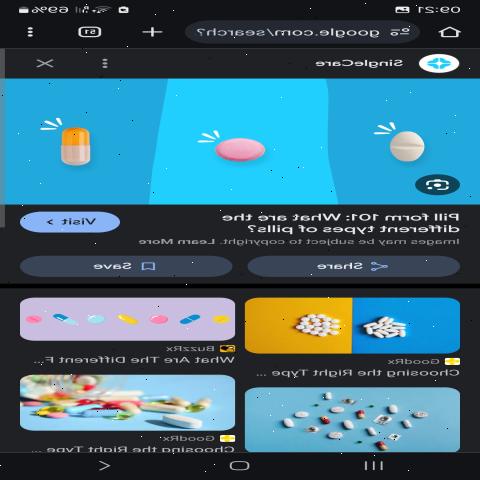 09:21
69%
google.com/search?
51
SingleCare
Pill form 101: What are the
different types of pills?
Visit >
Images may be subject to copyright. Learn More
Share
Save
GoodRx
Choosing the Right Type ...
BuzzRx
What Are The Different F...
GoodRx
Choosing the Right Type ...